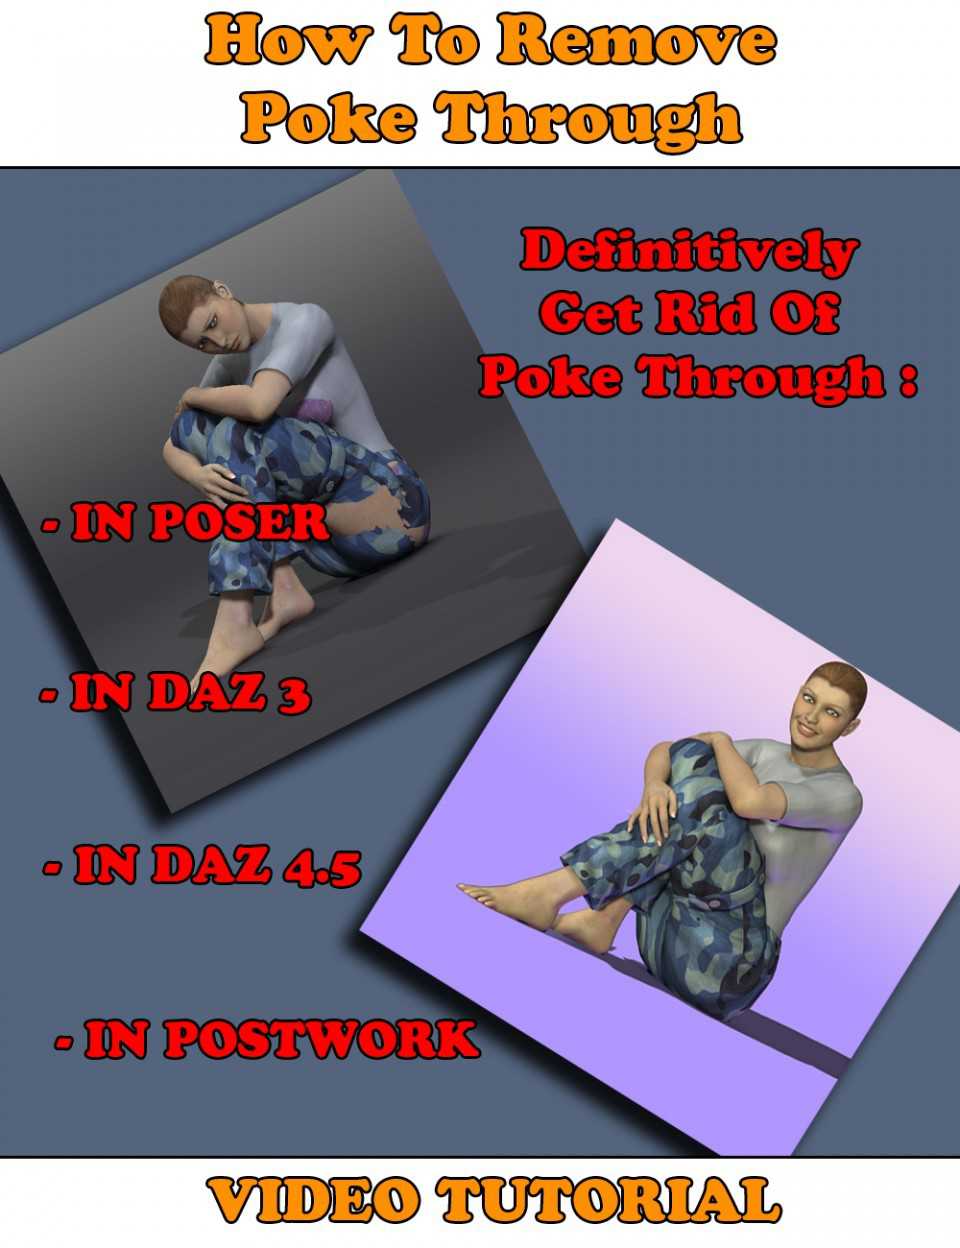 How To Remove
Poke Through
Definitively
Get Rid Of
Poke Through :
- IN POSER
- IN DAZ 3
- IN DAZ 4.5
- IN POSTWORK
VIDEO TUTORIAL